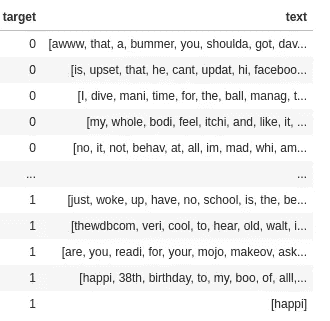 target text
0 [awww, that, a, bummer, you, shoulda, got, dav...
0 [is, upset, that, he, cant, updat, hi, faceboo...
0 [I, dive, mani, time, for, the, ball, manag, t...
0 [my, whole, bodi, feel, itchi, and, like, it, ...
0 [no, it, not, behav, at, all, im, mad, whi, am...
... ...
1 [just, woke, up, have, no, school, is, the, be...
1 [thewdbcom, veri, cool, to, hear, old, walt, i...
1 [are, you, readi, for, your, mojo, makeov, ask...
1 [happi, 38th, birthday, to, my, boo, of, alll,...
1 [happi]